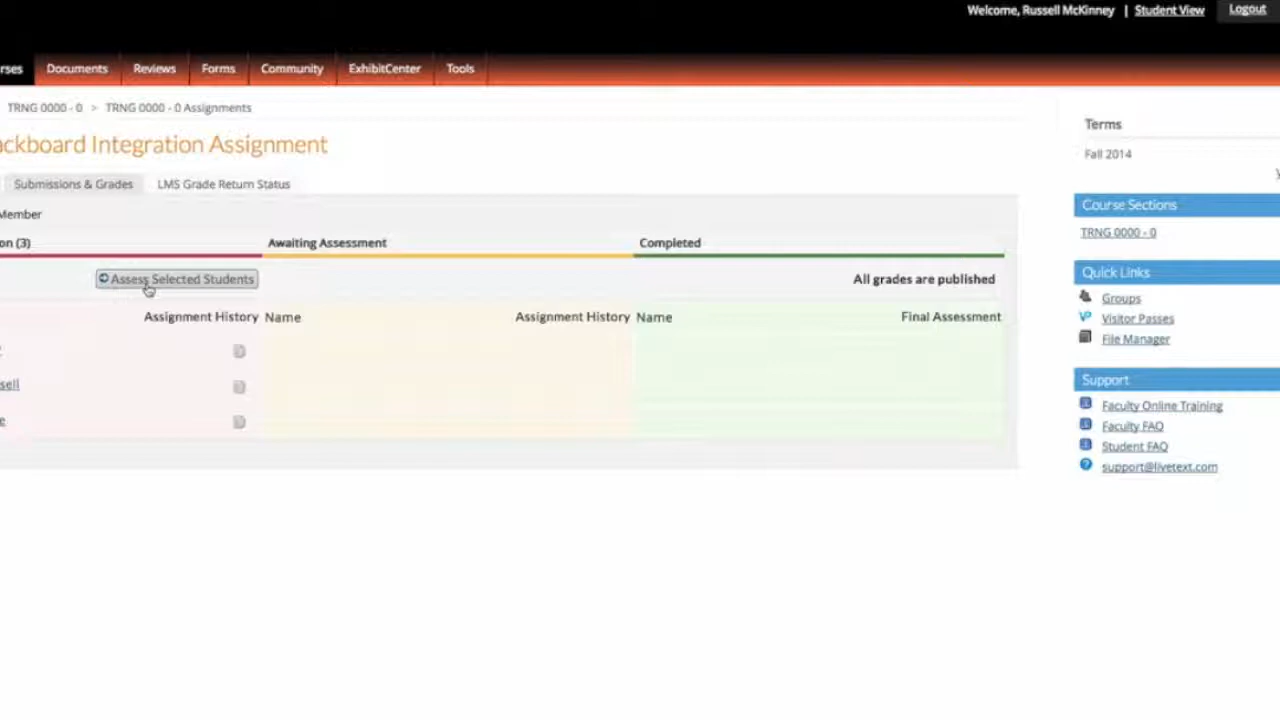 Welcome, Russell McKinney | Student View Logout
rses Documents Reviews Forms Community ExhibitCenter Tools
TRNG 0000 - 0 > TRNG 0000 - 0 Assignments
ackboard Integration Assignment
Submissions & Grades LMS Grade Return Status
Member
on (3) Awaiting Assessment Completed
Assess Selected Students All grades are published
Assignment History Name Assignment History Name Final Assessment
sell
e
Terms
Fall 2014
Course Sections
TRNG 0000 - 0
Quick Links
Groups
Visitor Passes
File Manager
Support
Faculty Online Training
Faculty FAQ
Student FAQ
support@livetext.com